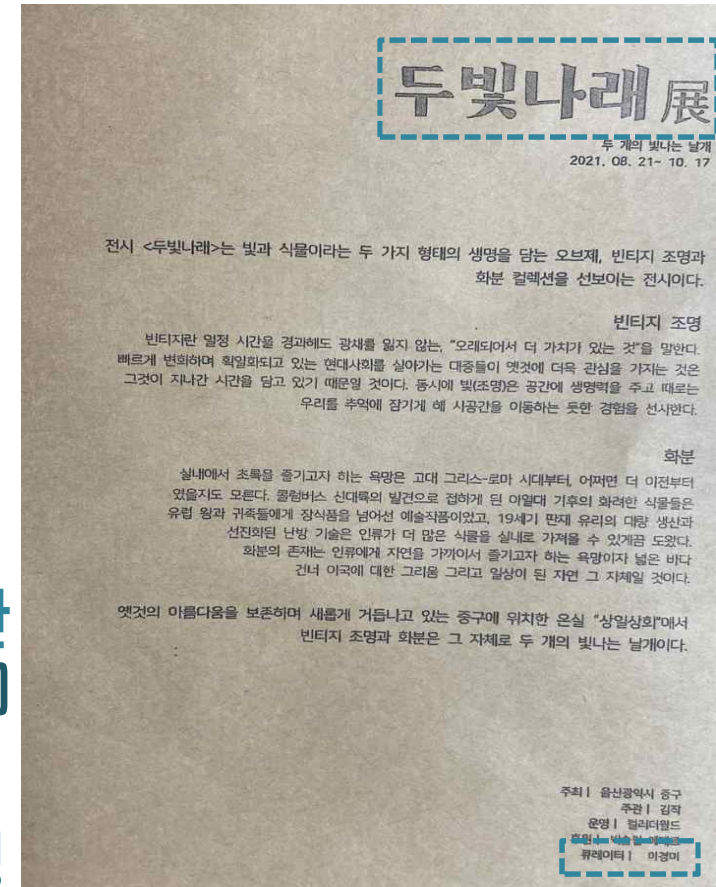 두빛나래展
두 개의 빛나는 날개
2021. 08. 21~ 10. 17
전시 <두빛나래>는 빛과 식물이라는 두 가지 형태의 생명을 담는 오브제, 빈티지 조명과
화분 컬렉션을 선보이는 전시이다.
빈티지 조명
빈티지란 일정 시간을 경과해도 광채를 잃지 않는, "오래되어서 더 가치가 있는 것"을 말한다.
빠르게 변화하며 획일화되고 있는 현대사회를 살아가는 대중들이 옛것에 더욱 관심을 가지는 것은
그것이 지나간 시간을 담고 있기 때문일 것이다. 동시에 빛(조명)은 공간에 생명력을 주고 때로는
우리를 추억에 잠기게 해 시공간을 이동하는 듯한 경험을 선사한다.
화분
실내에서 초록을 즐기고자 하는 욕망은 고대 그리스-로마 시대부터, 어쩌면 더 이전부터
있을지도 모른다. 콜럼버스 신대륙의 발견으로 접하게 된 아열대 기후의 화려한 식물들은
유럽 왕과 귀족들에게 장식품을 넘어선 예술작품이었고, 19세기 판재 유리의 대량 생산과
선진화된 난방 기술은 인류가 더 많은 식물을 실내로 가져올 수 있게끔 도왔다.
화분의 존재는 인류에게 자연을 가까이서 즐기고자 하는 욕망이자 넓은 바다
건너 이국에 대한 그리움 그리고 일상이 된 자연 그 자체일 것이다.
옛것의 아름다움을 보존하며 새롭게 거듭나고 있는 중구에 위치한 온실 "상일상회"에서
빈티지 조명과 화분은 그 자체로 두 개의 빛나는 날개이다.
주최 | 울산광역시 중구
주관 | 김작
운영 | 컬리더월드
큐레이터 | 이경미